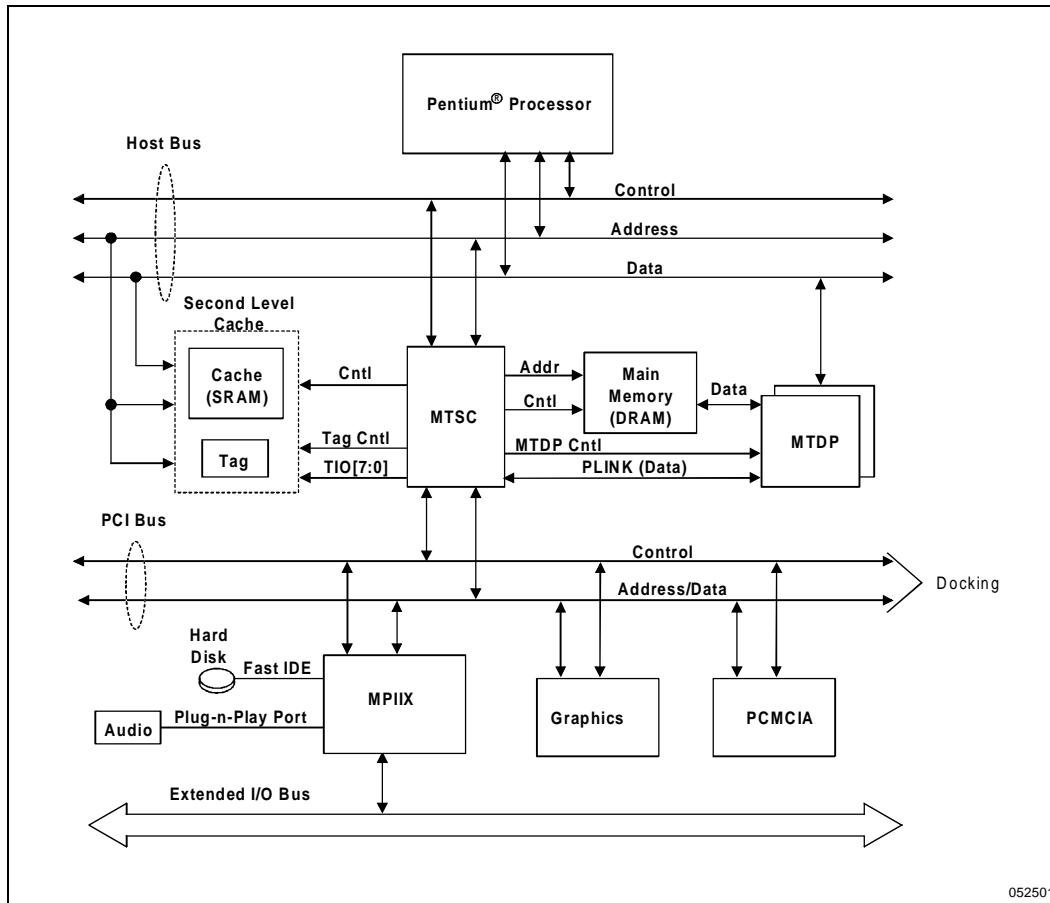 Pentium® Processor
Host Bus
Control
Address
Data
Second Level
Cache
Cache
(SRAM)
Tag
Cntl
Tag Cntl
TIO[7:0]
MTSC
Addr
Cntl
Main
Memory
(DRAM)
Data
MTDP Cntl
PLINK (Data)
MTDP
PCI Bus
Control
Address/Data
Docking
Hard
Disk
Fast IDE
MPIIX
Audio
Plug-n-Play Port
Graphics
PCMCIA
Extended I/O Bus
052501